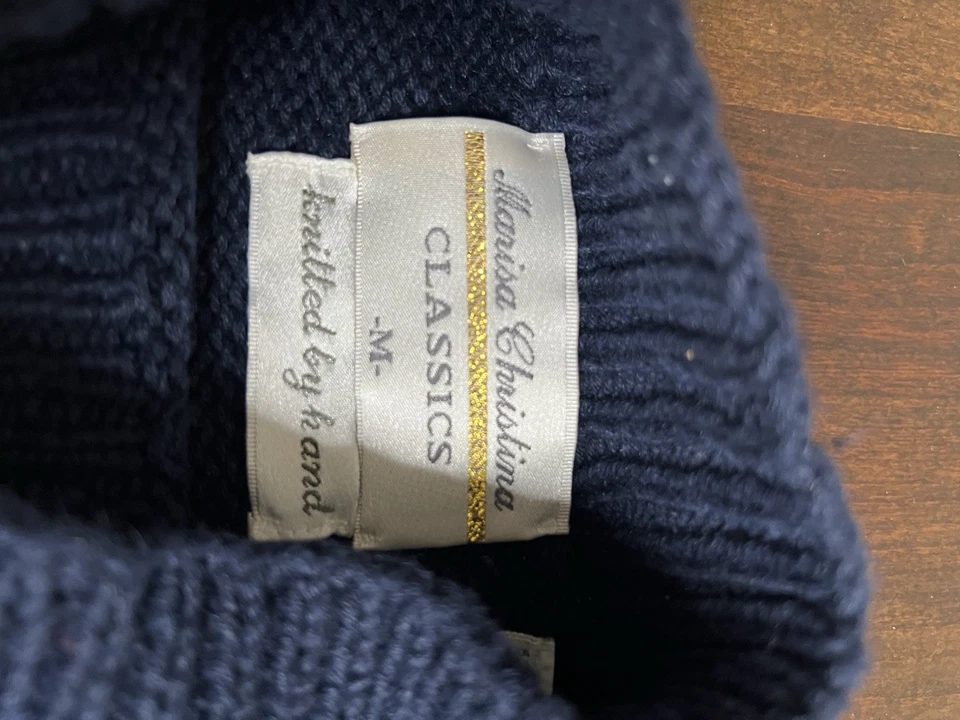 Marisa Christina
CLASSICS
-M-
knitted by hand